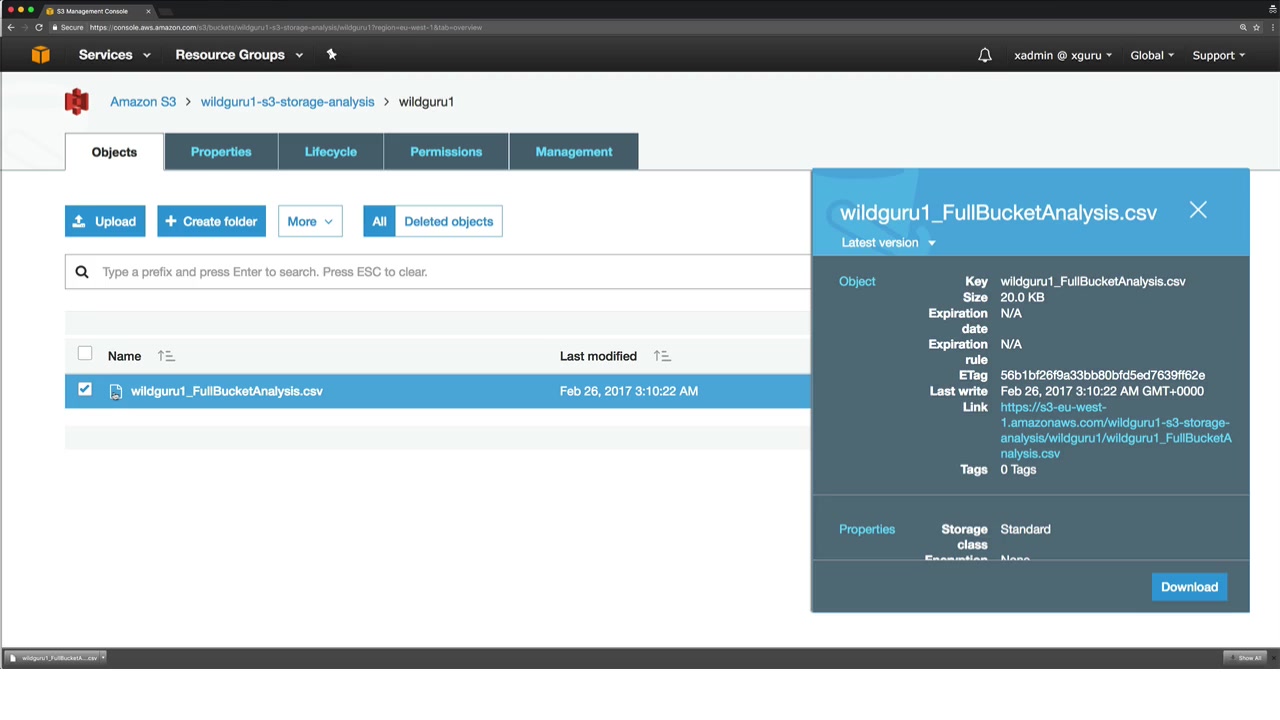 S3 Management Console
Secure https://console.aws.amazon.com/s3/buckets/wildguru1-s3-storage-analysis/wildguru1?region=eu-west-1&tab=overview
Services Resource Groups xadmin @ xguru Global Support
Amazon S3 > wildguru1-s3-storage-analysis > wildguru1
Objects Properties Lifecycle Permissions Management
Upload + Create folder More All Deleted objects
Type a prefix and press Enter to search. Press ESC to clear.
Name Last modified
wildguru1_FullBucketAnalysis.csv Feb 26, 2017 3:10:22 AM
wildguru1_FullBucketAnalysis.csv
Latest version
Object Key wildguru1_FullBucketAnalysis.csv
Size 20.0 KB
Expiration N/A
date
Expiration N/A
rule
ETag 56b1bf26f9a33bb80bfd5ed7639ff62e
Last write Feb 26, 2017 3:10:22 AM GMT+0000
Link https://s3-eu-west-
1.amazonaws.com/wildguru1-s3-storage-
analysis/wildguru1/wildguru1_FullBucketA
nalysis.csv
Tags 0 Tags
Properties Storage Standard
class
Encryption None
Download
wildguru1_FullBucketA....csv Show All